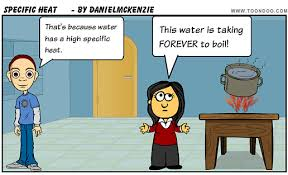 SPECIFIC HEAT - BY DANIELMCKENZIE
WWW.TOONDOO.COM
That's because water
has a high specific
heat.
This water is taking
FOREVER to boil!